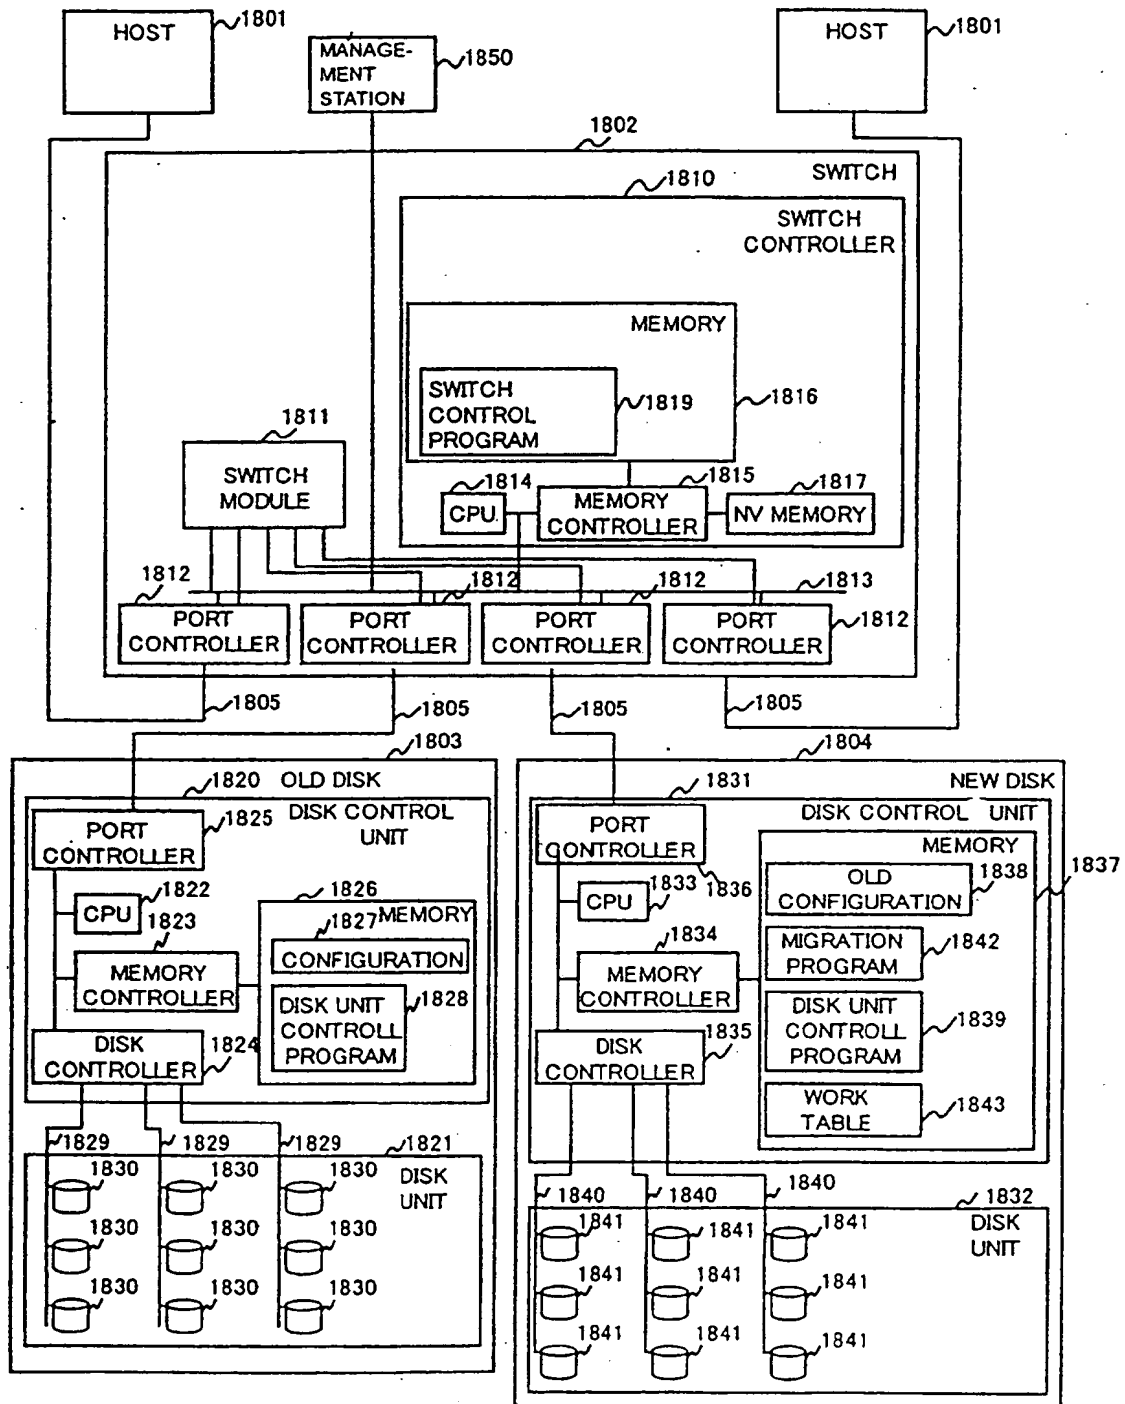 HOST
1801
MANAGE-
MENT
STATION
1850
HOST
1801
1802
SWITCH
1810
SWITCH
CONTROLLER
MEMORY
SWITCH
CONTROL
PROGRAM
1819
1816
1811
SWITCH
MODULE
1814
CPU
1815
MEMORY
CONTROLLER
1817
NV MEMORY
1812
PORT
CONTROLLER
1812
PORT
CONTROLLER
1812
PORT
CONTROLLER
1813
PORT
CONTROLLER
1812
1805
1805
1805
1805
1803
OLD DISK
1820
DISK CONTROL
UNIT
PORT
CONTROLLER
1825
1822
CPU
1823
MEMORY
CONTROLLER
1826
MEMORY
1827
CONFIGURATION
1828
DISK UNIT
CONTROLL
PROGRAM
DISK
CONTROLLER
1824
1829
1829
1829
1821
DISK
UNIT
1830
1830
1830
1830
1830
1830
1830
1830
1830
1804
NEW DISK
1831
DISK CONTROL UNIT
PORT
CONTROLLER
1836
MEMORY
1837
OLD
CONFIGURATION
1838
1833
CPU
MIGRATION
PROGRAM
1842
1834
MEMORY
CONTROLLER
DISK UNIT
CONTROLL
PROGRAM
1839
1835
DISK
CONTROLLER
WORK
TABLE
1843
1840
1840
1840
1832
DISK
UNIT
1841
1841
1841
1841
1841
1841
1841
1841
1841